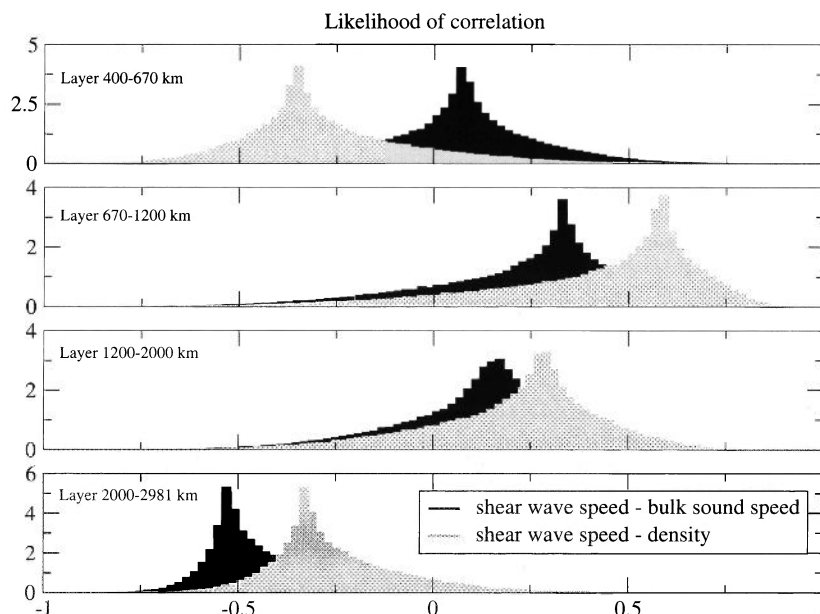 Likelihood of correlation
5
Layer 400-670 km
2.5
0
4
Layer 670-1200 km
2
0
4
Layer 1200-2000 km
2
0
6
Layer 2000-2981 km
4
shear wave speed - bulk sound speed
2
shear wave speed - density
0
-1 -0.5 0 0.5